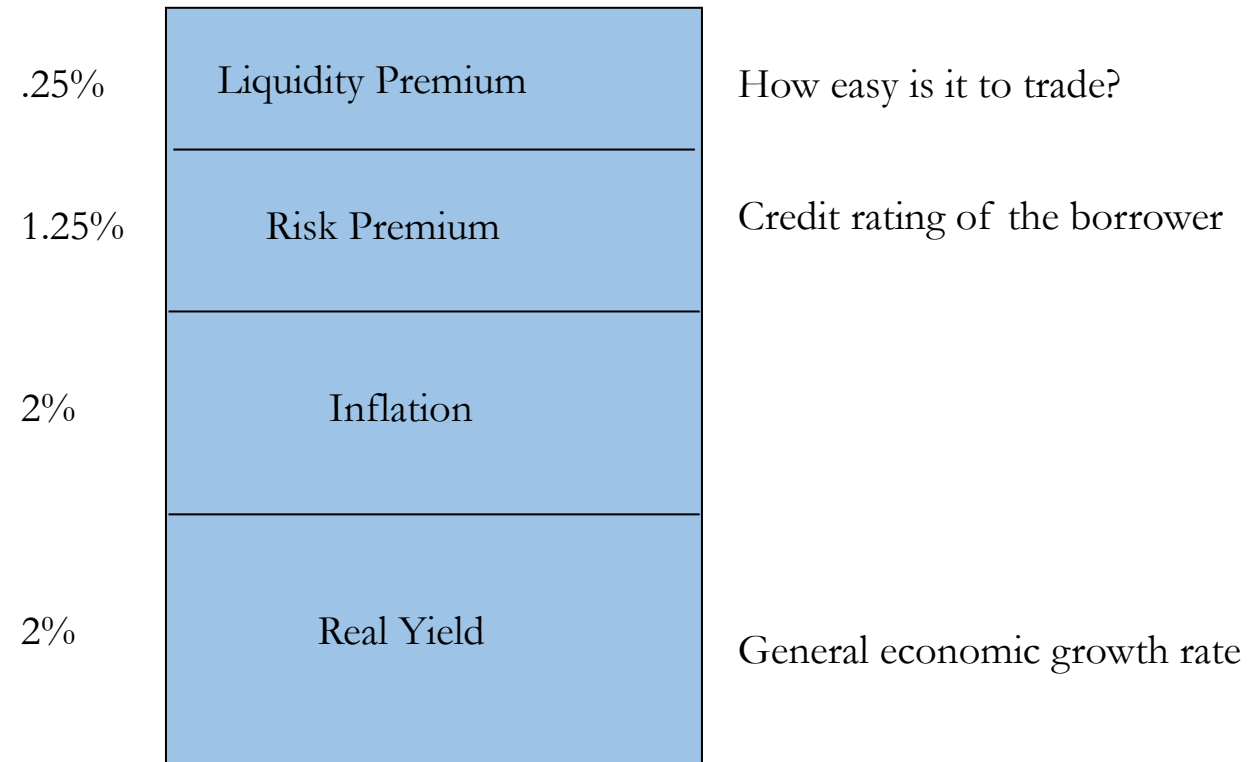 .25%
Liquidity Premium
How easy is it to trade?
1.25%
Risk Premium
Credit rating of the borrower
2%
Inflation
2%
Real Yield
General economic growth rate